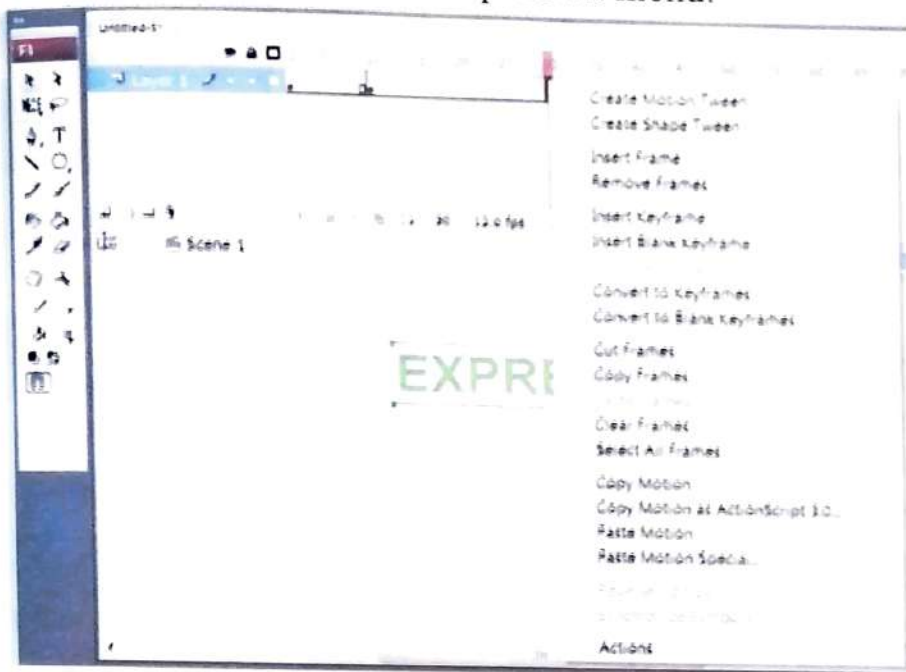 Fl
Untitled-1*
Layer 1
12.0 fps
Scene 1
EXPRE
Create Motion Tween
Create Shape Tween
Insert Frame
Remove Frames
Insert Keyframe
Insert Blank Keyframe
Convert to Keyframes
Convert to Blank Keyframes
Cut Frames
Copy Frames
Clear Frames
Select All Frames
Copy Motion
Copy Motion as ActionScript 3.0...
Paste Motion
Paste Motion Special...
Actions